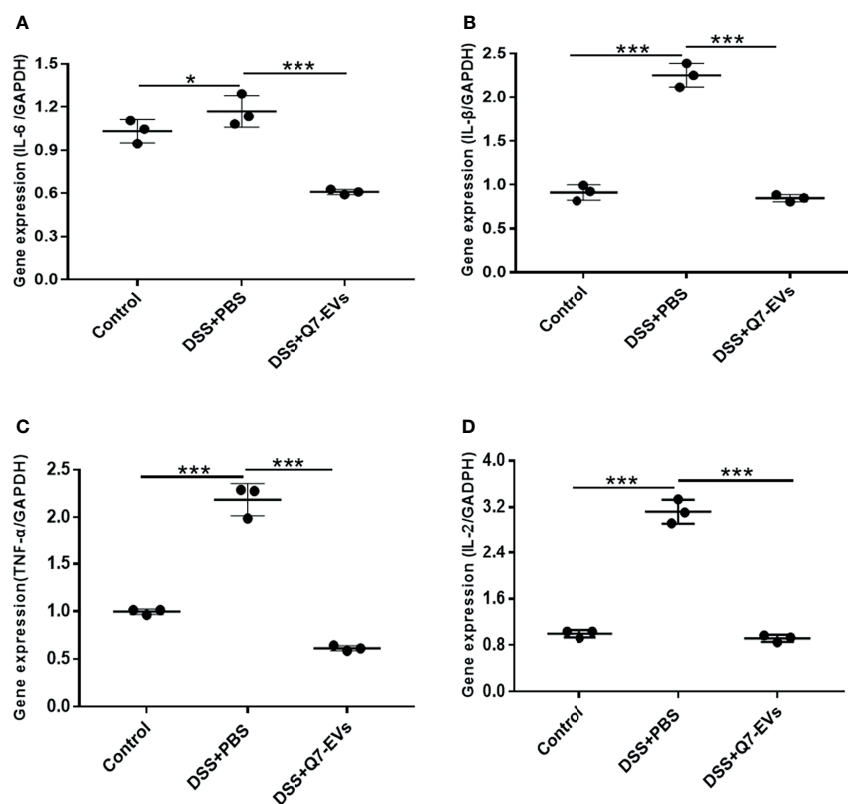 A
Gene expression (IL-6 /GAPDH)
1.5
1.2
0.9
0.6
0.3
0.0
*
***
Control
DSS+PBS
DSS+Q7-EVs
B
Gene expression (IL-β/GAPDH)
2.5
2.0
1.5
1.0
0.5
0.0
***
***
Control
DSS+PBS
DSS+Q7-EVs
C
Gene expression(TNF-α/GAPDH)
2.5
2.0
1.5
1.0
0.5
0.0
***
***
Control
DSS+PBS
DSS+Q7-EVs
D
Gene expression (IL-2/GADPH)
4.0
3.2
2.4
1.6
0.8
0.0
***
***
Control
DSS+PBS
DSS+Q7-EVs